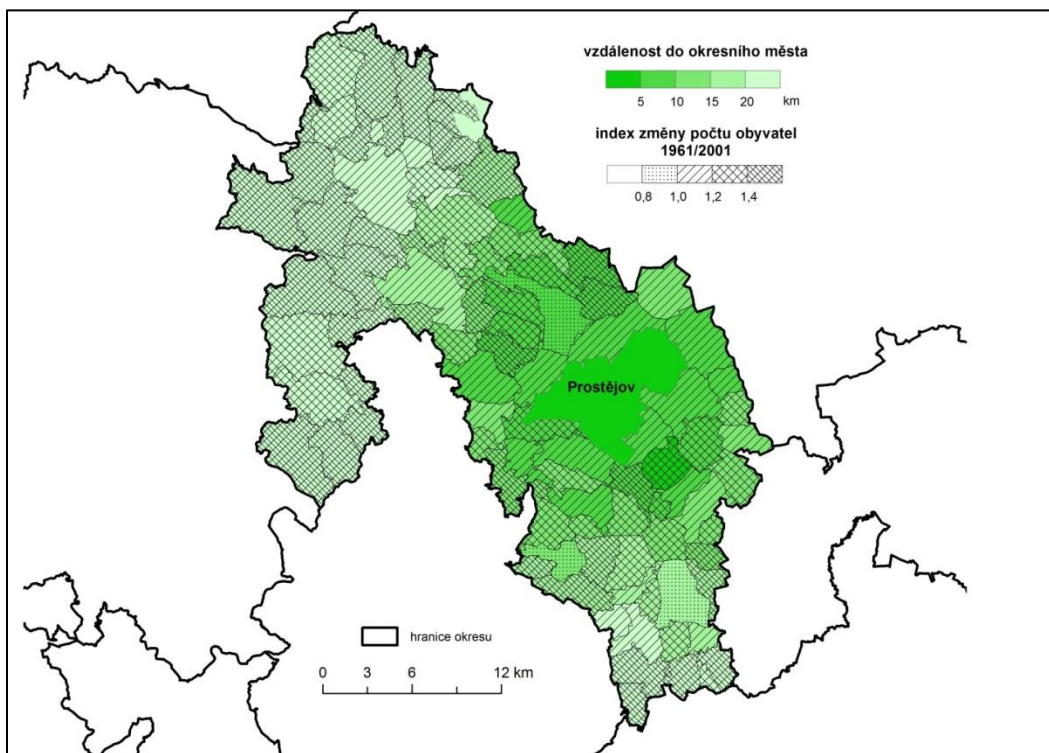 vzdálenost do okresního města
5 10 15 20 km
index změny počtu obyvatel
1961/2001
0,8 1,0 1,2 1,4
Prostějov
hranice okresu
0 3 6 12 km